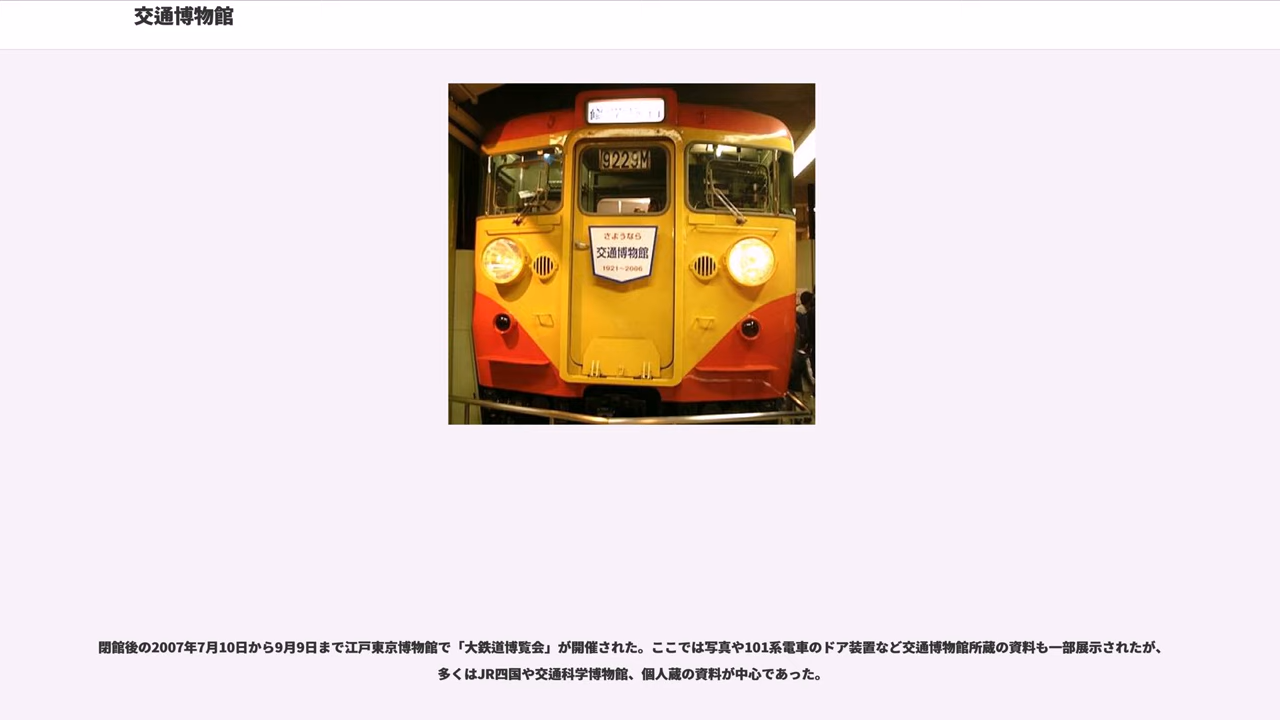 交通博物館
9229M
さようなら
交通博物館
1921~2006
閉館後の2007年7月10日から9月9日まで江戸東京博物館で「大鉄道博覧会」が開催された。ここでは写真や101系電車のドア装置など交通博物館所蔵の資料も一部展示されたが、
多くはJR四国や交通科学博物館、個人蔵の資料が中心であった。